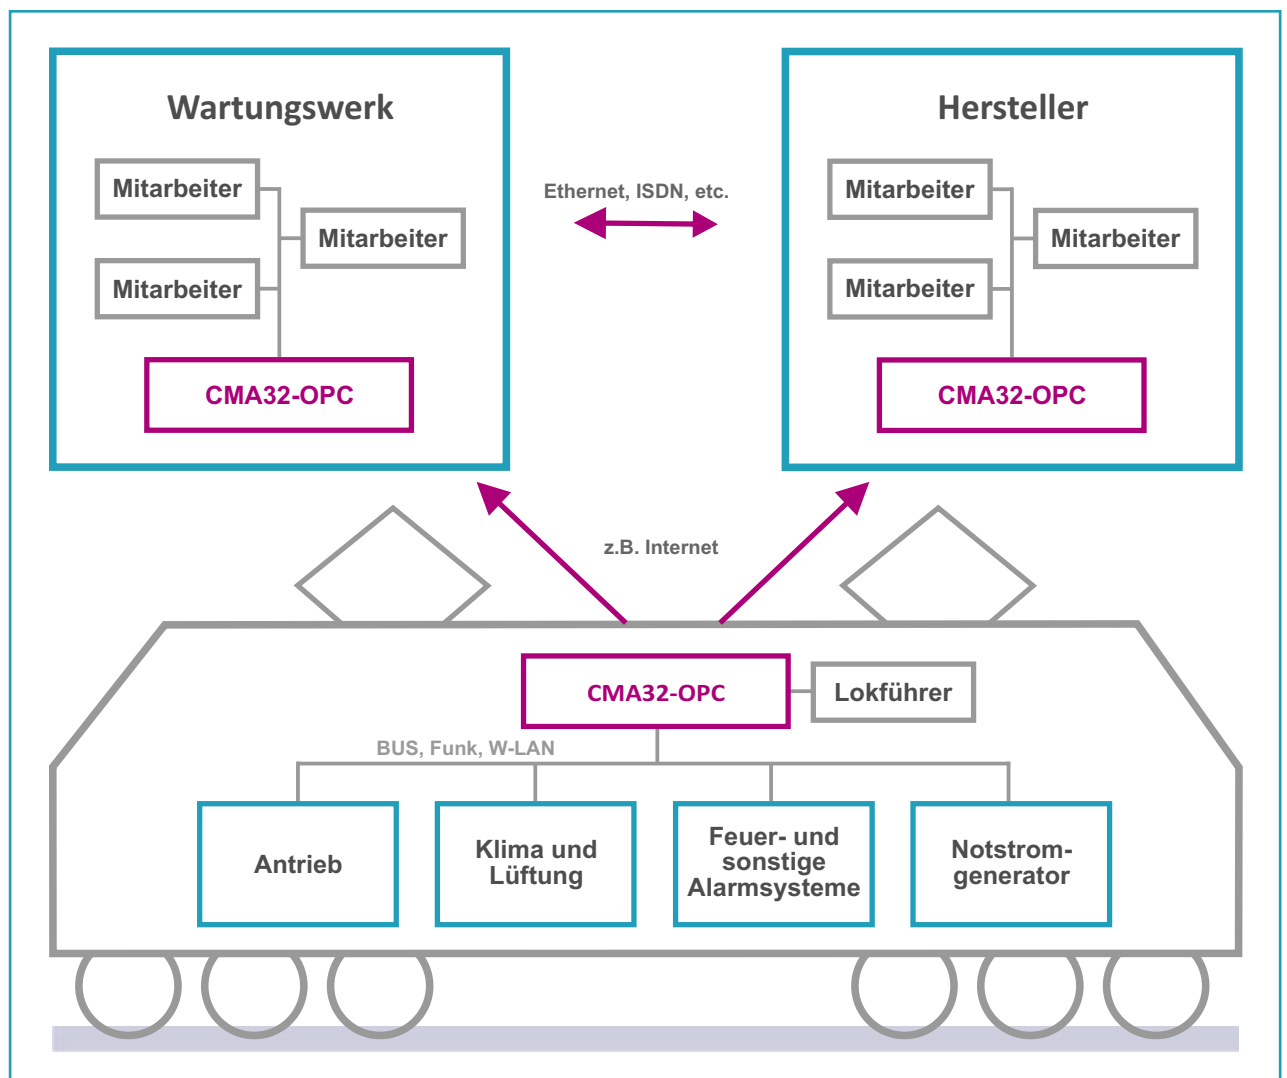 Wartungswerk
Mitarbeiter
Mitarbeiter
Mitarbeiter
CMA32-OPC
Ethernet, ISDN, etc.
Hersteller
Mitarbeiter
Mitarbeiter
Mitarbeiter
CMA32-OPC
z.B. Internet
CMA32-OPC
Lokführer
BUS, Funk, W-LAN
Antrieb
Klima und
Lüftung
Feuer- und
sonstige
Alarmsysteme
Notstrom-
generator